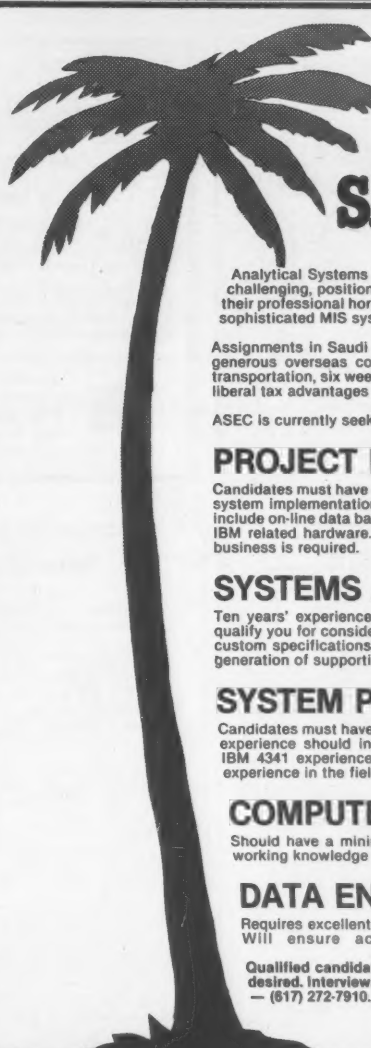 S
Analytical Systems
challenging, position
their professional hor
sophisticated MIS sys
Assignments in Saudi
generous overseas co
transportation, six wee
liberal tax advantages
ASEC is currently seek
PROJECT
Candidates must have
system implementation
include on-line data ba
IBM related hardware.
business is required.
SYSTEMS
Ten years' experience
qualify you for conside
custom specifications
generation of supporti
SYSTEM P
Candidates must have
experience should in
IBM 4341 experience
experience in the field
COMPUTE
Should have a mini
working knowledge
DATA EN
Requires excellent
Will ensure ac
Qualified candida
desired. Interview
— (617) 272-7910.